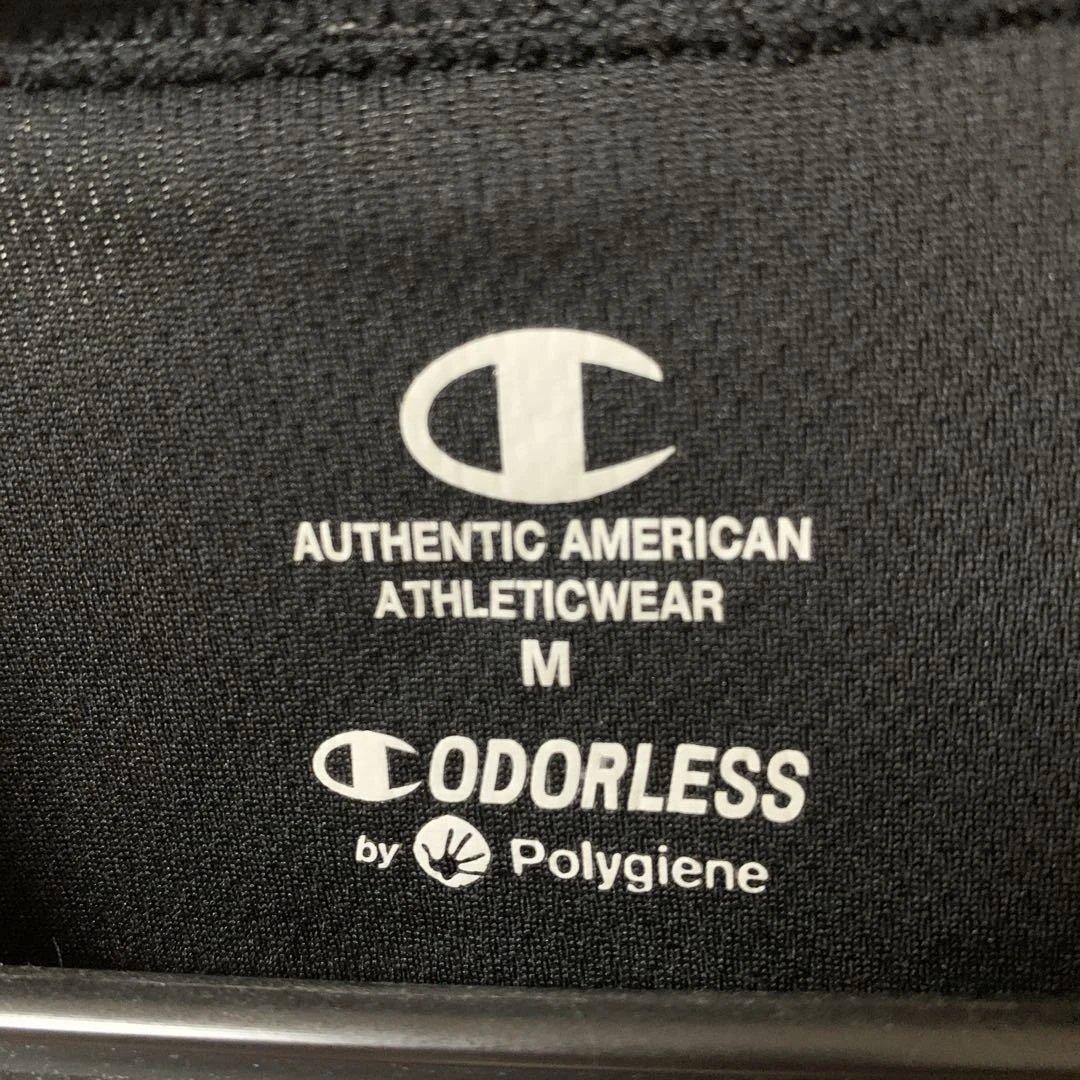 AUTHENTIC AMERICAN
ATHLETICWEAR
M
ODORLESS
by Polygiene